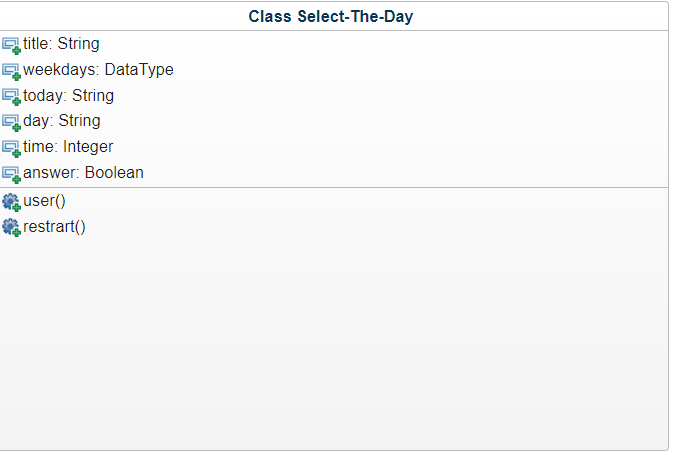 Class Select-The-Day
title: String
weekdays: DataType
today: String
day: String
time: Integer
answer: Boolean
user()
restrart()